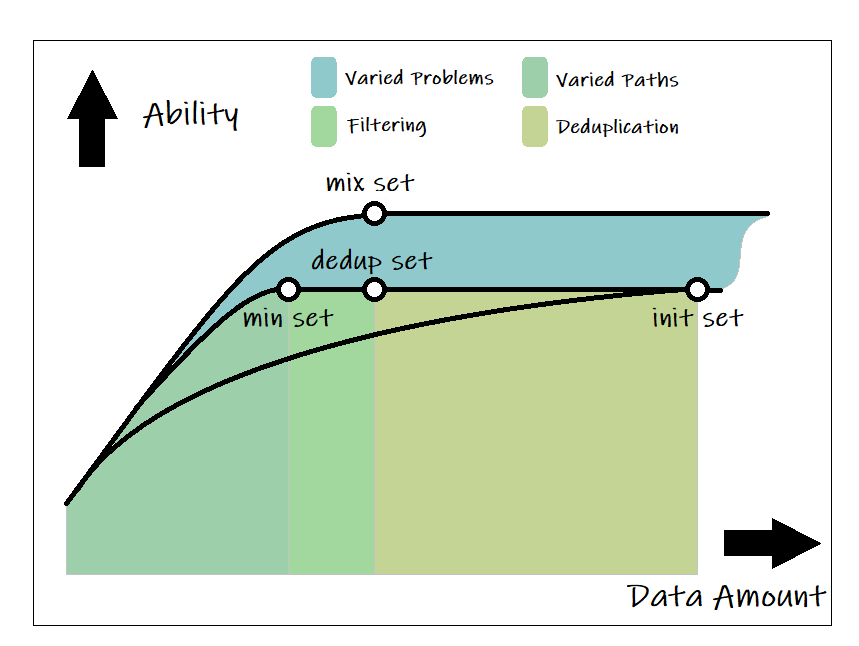 Varied Problems
Varied Paths
Ability
Filtering
Deduplication
mix set
dedup set
min set
init set
Data Amount